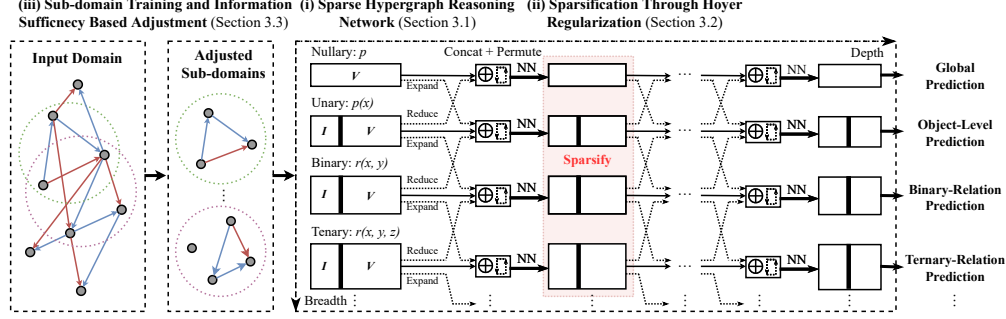 (iii) Sub-domain Training and Information
Sufficnecy Based Adjustment (Section 3.3)
(i) Sparse Hypergraph Reasoning
Network (Section 3.1)
(ii) Sparsification Through Hoyer
Regularization (Section 3.2)
Input Domain
Adjusted
Sub-domains
Nullary: p
Concat + Permute
Depth
V
Expand
NN
NN
Global
Prediction
Unary: p(x)
Reduce
I V
Expand
NN
NN
Object-Level
Prediction
Sparsify
Binary: r(x, y)
Reduce
I V
Expand
NN
NN
Binary-Relation
Prediction
Tenary: r(x, y, z)
Reduce
I V
Expand
NN
NN
Ternary-Relation
Prediction
Breadth